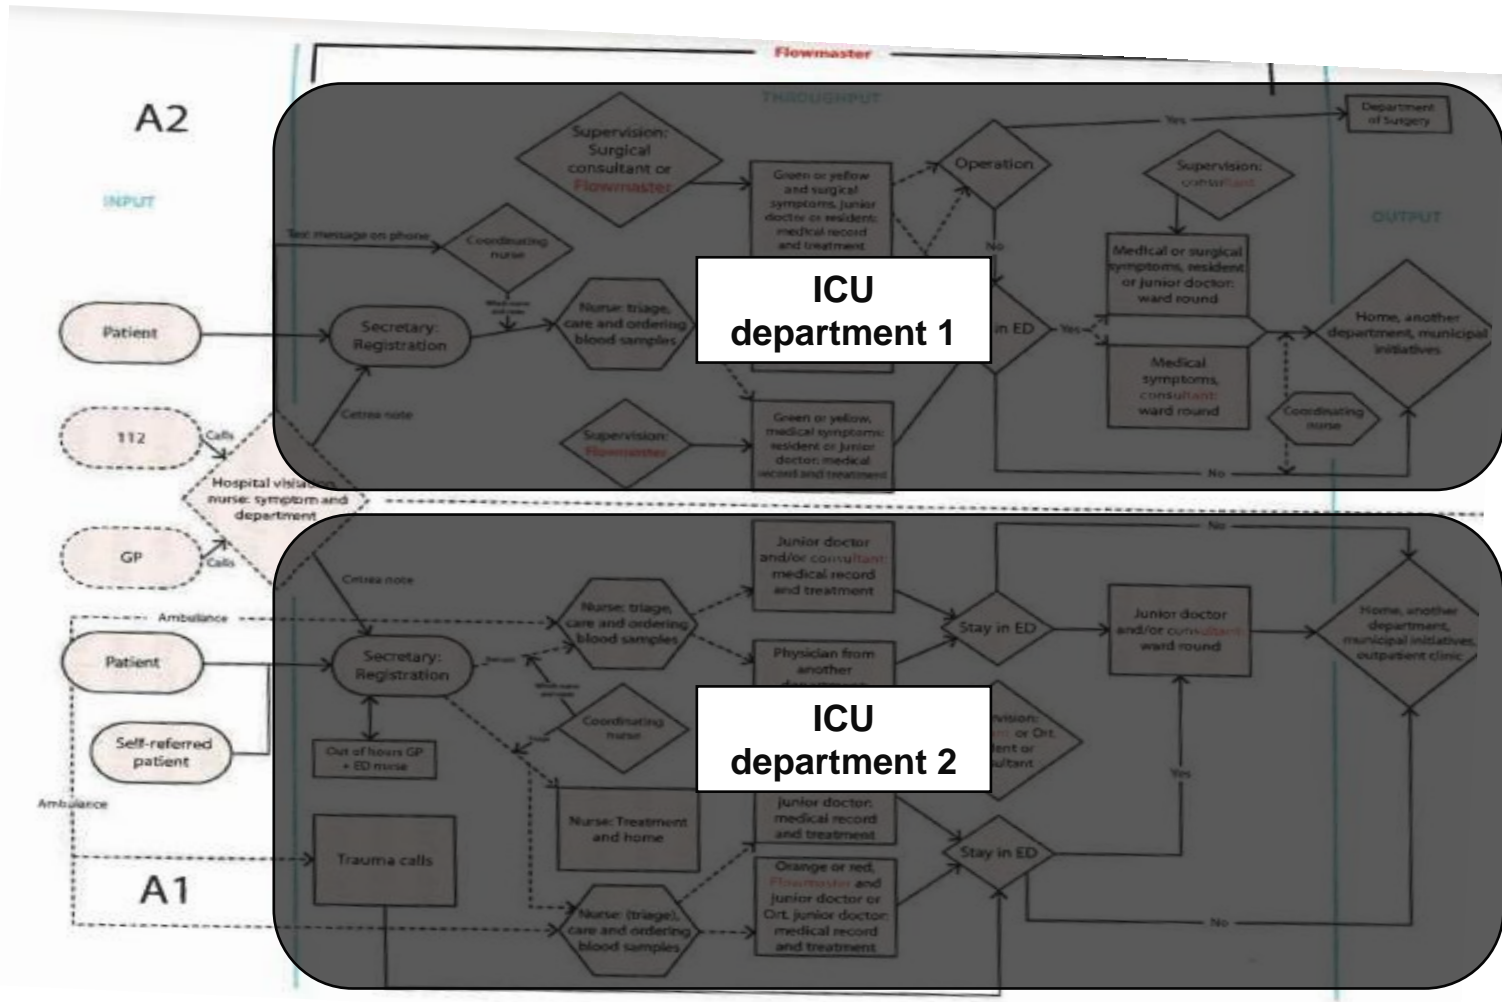 Flowmaster
A2
THROUGHPUT
INPUT
OUTPUT
Department
of Surgery
Yes
Supervision:
Surgical
consultant or
Flowmaster
Operation
Supervision:
consultant
Green or yellow
and surgical
symptoms, junior
doctor or resident:
medical record
and treatment
Text message on phone
Coordinating
nurse
No
Medical or surgical
symptoms, resident
or junior doctor:
ward round
ICU
department 1
Patient
Secretary:
Registration
Nurse: triage,
care and ordering
blood samples
in ED
Yes
Home, another
department, municipal
initiatives
Medical
symptoms,
consultant:
ward round
Coordinating
nurse
112
Calls
Cetrea note
Supervision:
Flowmaster
Green or yellow,
medical symptoms:
resident or junior
doctor: medical
record and treatment
No
Hospital visitation
nurse: symptom and
department
GP
Calls
Cetrea note
Junior doctor
and/or consultant:
medical record
and treatment
No
Ambulance
Nurse: triage,
care and ordering
blood samples
Stay in ED
Junior doctor
and/or consultant:
ward round
Home, another
department,
municipal initiatives,
outpatient clinic
Patient
Secretary:
Registration
Physician from
another
ICU
department 2
Coordinating
nurse
Self-referred
patient
Out of hours GP
+ ED nurse
or Ort.
or
Ambulance
Nurse: Treatment
and home
junior doctor:
medical record
and treatment
Yes
Trauma calls
Stay in ED
A1
Orange or red,
Flowmaster and
junior doctor or
Ort. junior doctor:
medical record
and treatment
Nurse: (triage),
care and ordering
blood samples
No